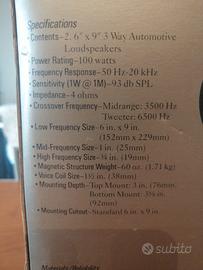 Specifications
•Contents-2, 6" x 9" 3 Way Automotive
Loudspeakers
•Power Rating-100 watts
•Frequency Response-50 Hz-20 kHz
•Sensitivity (1W @ 1M)-93 db SPL
•Impedance-4 ohms
•Crossover Frequency-Midrange: 3500 Hz
Tweeter: 6500 Hz
•Low Frequency Size-6 in. x 9 in.
(152mm x 229mm)
•Mid-Frequency Size-1 in. (25mm)
•High Frequency Size-¾ in. (19mm)
•Magnetic Structure Weight-60 oz. (1.71 kg)
•Voice Coil Size-1½ in. (38mm)
•Mounting Depth-Top Mount: 3 in. (76mm)
Bottom Mount: 3⅝ in.
(92mm)
•Mounting Cutout-Standard 6 in. x 9 in.
subito